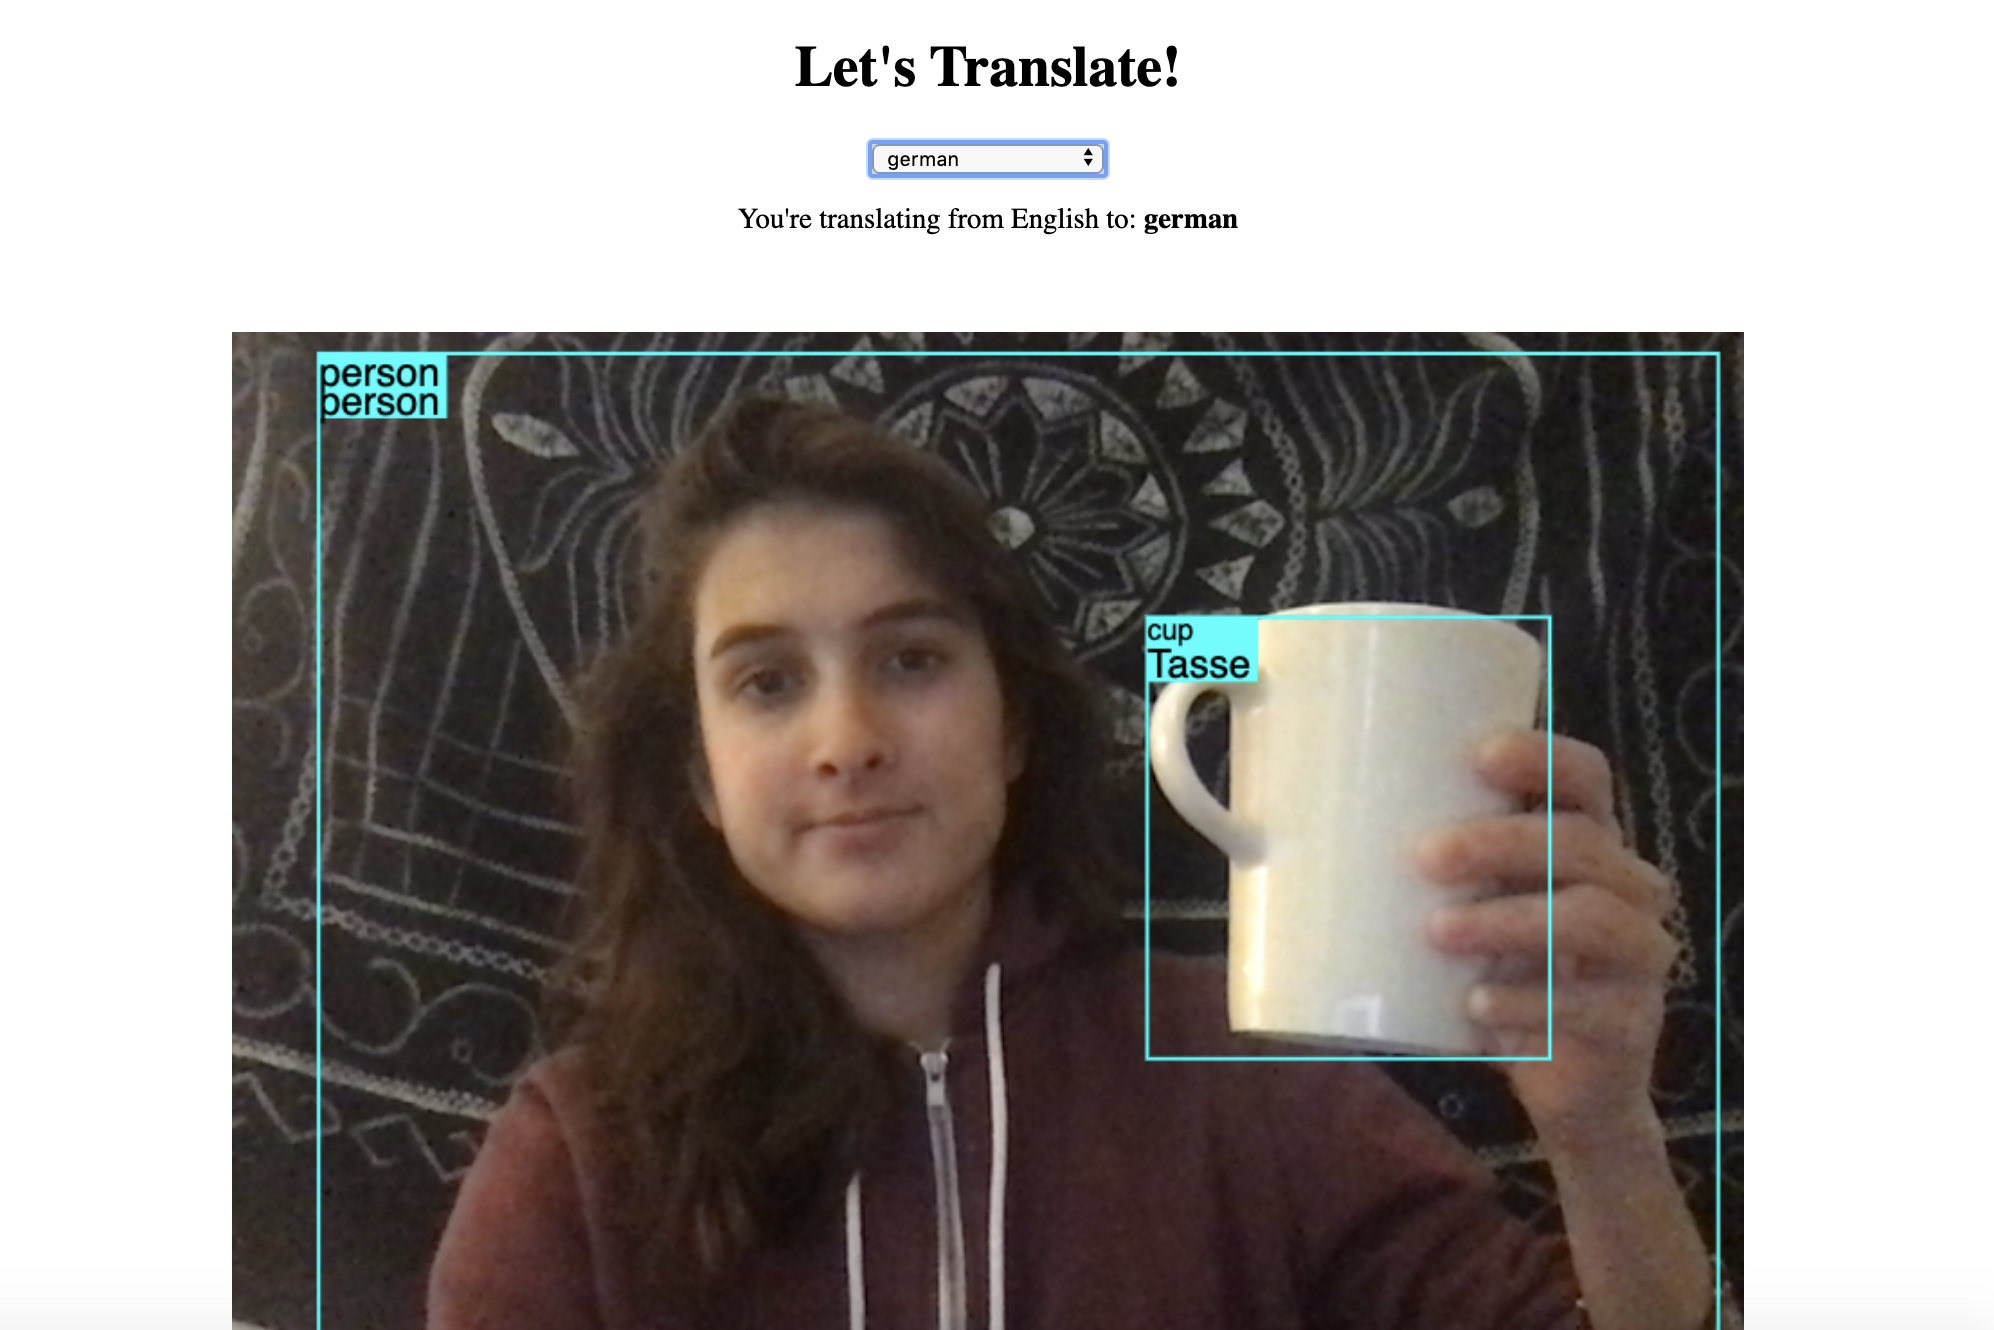 Let's Translate!
german
You're translating from English to: german
person
person
cup
Tasse